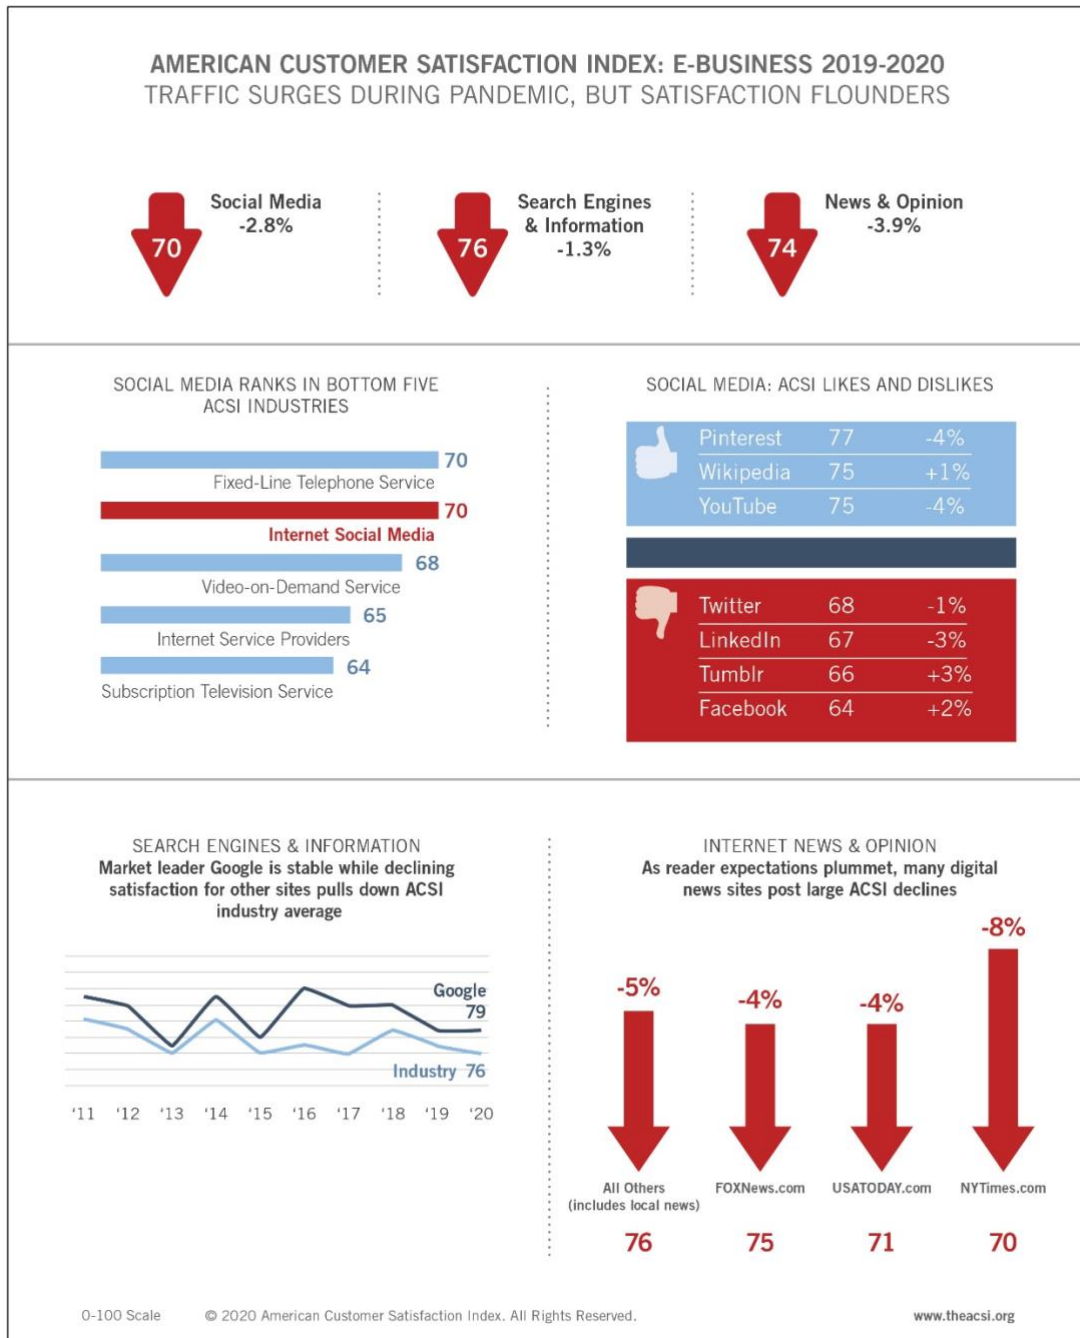 AMERICAN CUSTOMER SATISFACTION INDEX: E-BUSINESS 2019-2020
TRAFFIC SURGES DURING PANDEMIC, BUT SATISFACTION FLOUNDERS
70
Social Media
-2.8%
76
Search Engines
& Information
-1.3%
74
News & Opinion
-3.9%
SOCIAL MEDIA RANKS IN BOTTOM FIVE
ACSI INDUSTRIES
70
Fixed-Line Telephone Service
70
Internet Social Media
68
Video-on-Demand Service
65
Internet Service Providers
64
Subscription Television Service
SOCIAL MEDIA: ACSI LIKES AND DISLIKES
Pinterest 77 -4%
Wikipedia 75 +1%
YouTube 75 -4%
Twitter 68 -1%
LinkedIn 67 -3%
Tumblr 66 +3%
Facebook 64 +2%
SEARCH ENGINES & INFORMATION
Market leader Google is stable while declining
satisfaction for other sites pulls down ACSI
industry average
Google
79
Industry 76
'11 '12 '13 '14 '15 '16 '17 '18 '19 '20
INTERNET NEWS & OPINION
As reader expectations plummet, many digital
news sites post large ACSI declines
-5% -4% -4% -8%
All Others
(includes local news)
FOXNews.com
USATODAY.com
NYTimes.com
76 75 71 70
0-100 Scale
© 2020 American Customer Satisfaction Index. All Rights Reserved.
www.theacsi.org